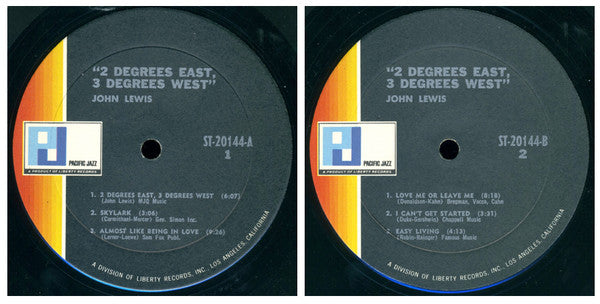 "2 DEGREES EAST,
3 DEGREES WEST"
JOHN LEWIS
PJ
PACIFIC JAZZ
A PRODUCT OF LIBERTY RECORDS
ST-20144-A
1
1. 2 DEGREES EAST, 3 DEGREES WEST (6:07)
(John Lewis) MJQ Music
2. SKYLARK (3:06)
(Carmichael-Mercer) Geo. Simon Inc.
3. ALMOST LIKE BEING IN LOVE (9:26)
(Lerner-Loewe) Sam Fox Publ.
A DIVISION OF LIBERTY RECORDS, INC., LOS ANGELES, CALIFORNIA
"2 DEGREES EAST,
3 DEGREES WEST"
JOHN LEWIS
PJ
PACIFIC JAZZ
A PRODUCT OF LIBERTY RECORDS
ST-20144-B
2
1. LOVE ME OR LEAVE ME (8:18)
(Donaldson-Kahn) Bregman, Vocco, Conn
2. I CAN'T GET STARTED (3:31)
(Duke-Gershwin) Chappell Music
3. EASY LIVING (4:13)
(Robin-Rainger) Famous Music
A DIVISION OF LIBERTY RECORDS, INC., LOS ANGELES, CALIFORNIA